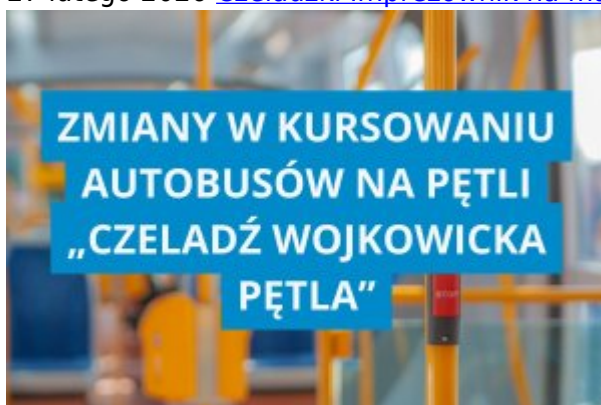 ZMIANY W KURSOWANIU
AUTOBUSÓW NA PĘTLI
„CZELADŹ WOJKOWICKA
PĘTLA”